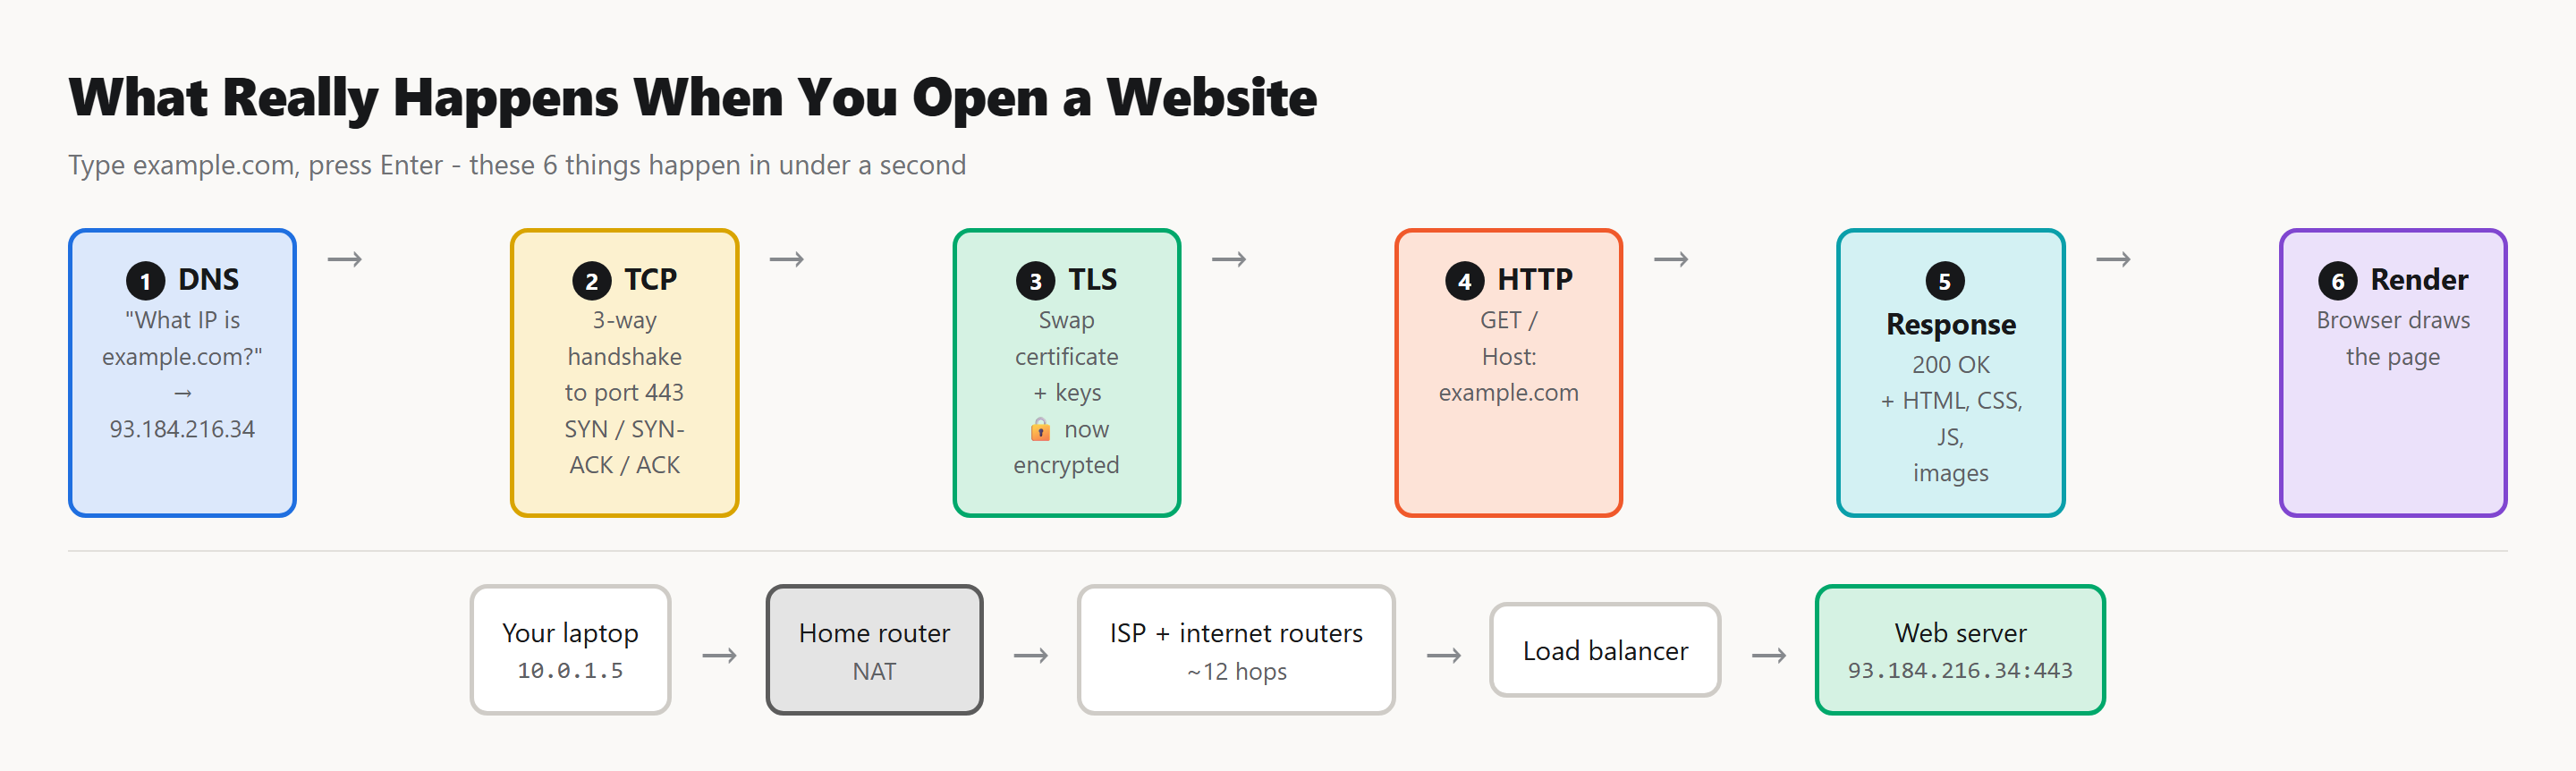 What Really Happens When You Open a Website
Type example.com, press Enter - these 6 things happen in under a second
1 DNS
"What IP is
example.com?"
→
93.184.216.34
→
2 TCP
3-way
handshake
to port 443
SYN / SYN-
ACK / ACK
→
3 TLS
Swap
certificate
+ keys
🔒 now
encrypted
→
4 HTTP
GET /
Host:
example.com
→
5
Response
200 OK
+ HTML, CSS,
JS,
images
→
6 Render
Browser draws
the page
Your laptop
10.0.1.5
→
Home router
NAT
→
ISP + internet routers
~12 hops
→
Load balancer
→
Web server
93.184.216.34:443